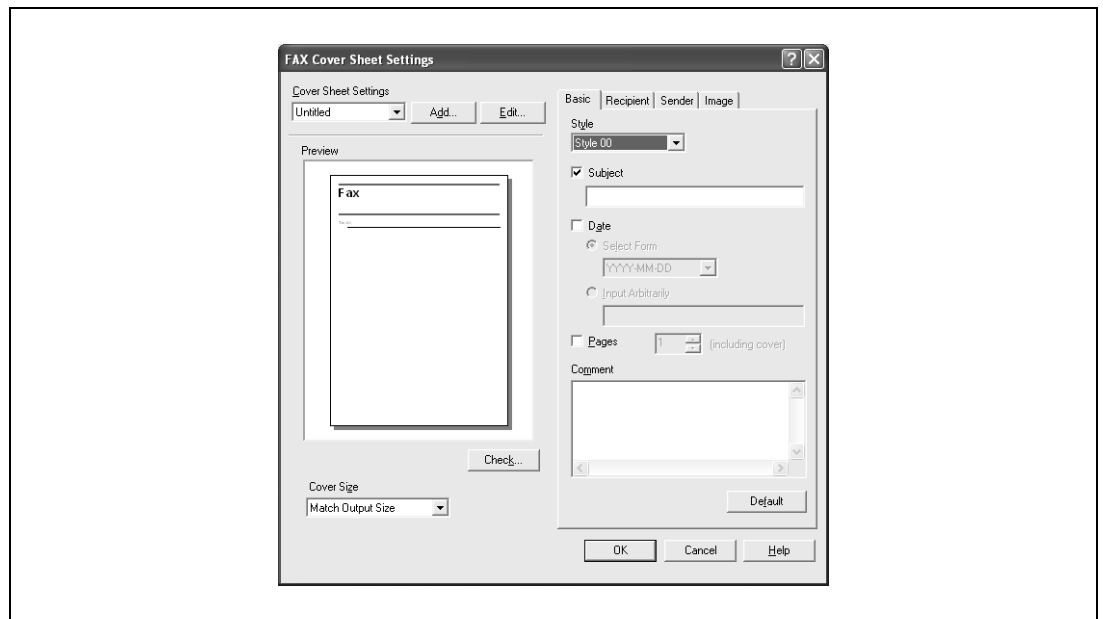 FAX Cover Sheet Settings
Cover Sheet Settings
Untitled
Add...
Edit...
Preview
Fax
Check...
Cover Size
Match Output Size
Basic
Recipient
Sender
Image
Style
Style 00
Subject
Date
Select Form
YYYY-MM-DD
Input Arbitrarily
Pages
1
(including cover)
Comment
Default
OK
Cancel
Help